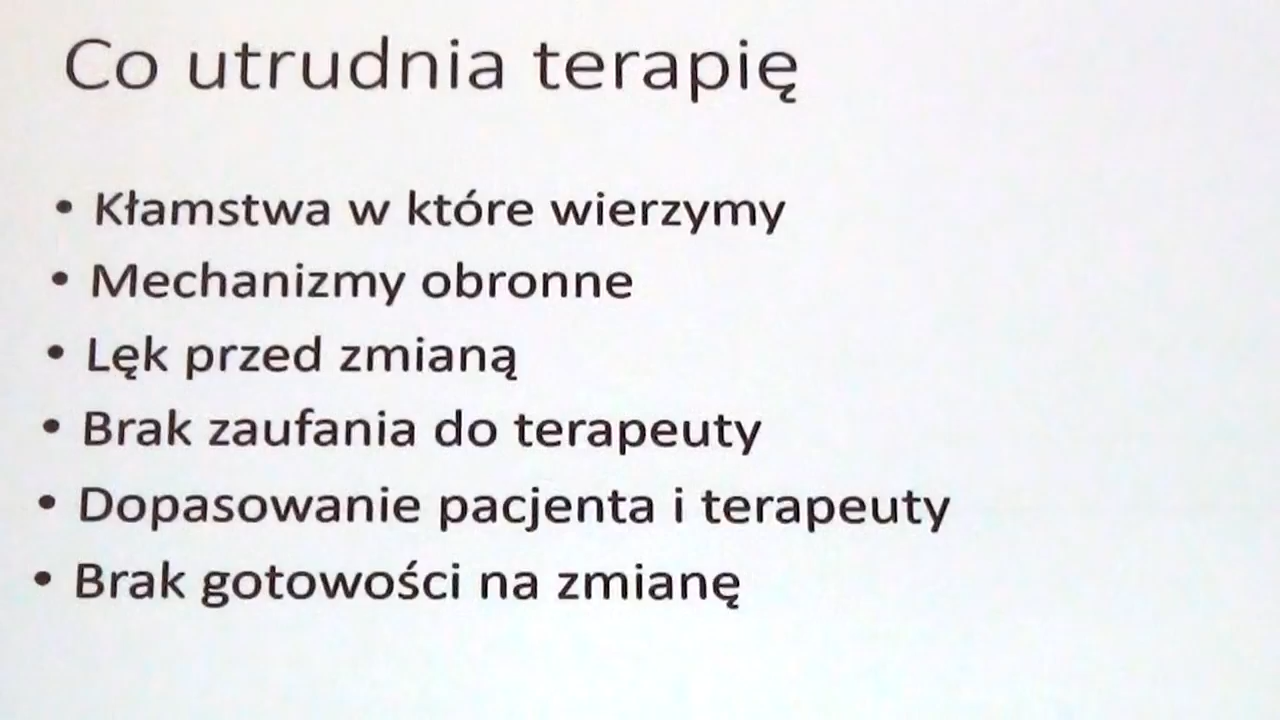 Co utrudnia terapię
• Kłamstwa w które wierzymy
• Mechanizmy obronne
• Lęk przed zmianą
• Brak zaufania do terapeuty
• Dopasowanie pacjenta i terapeuty
• Brak gotowości na zmianę